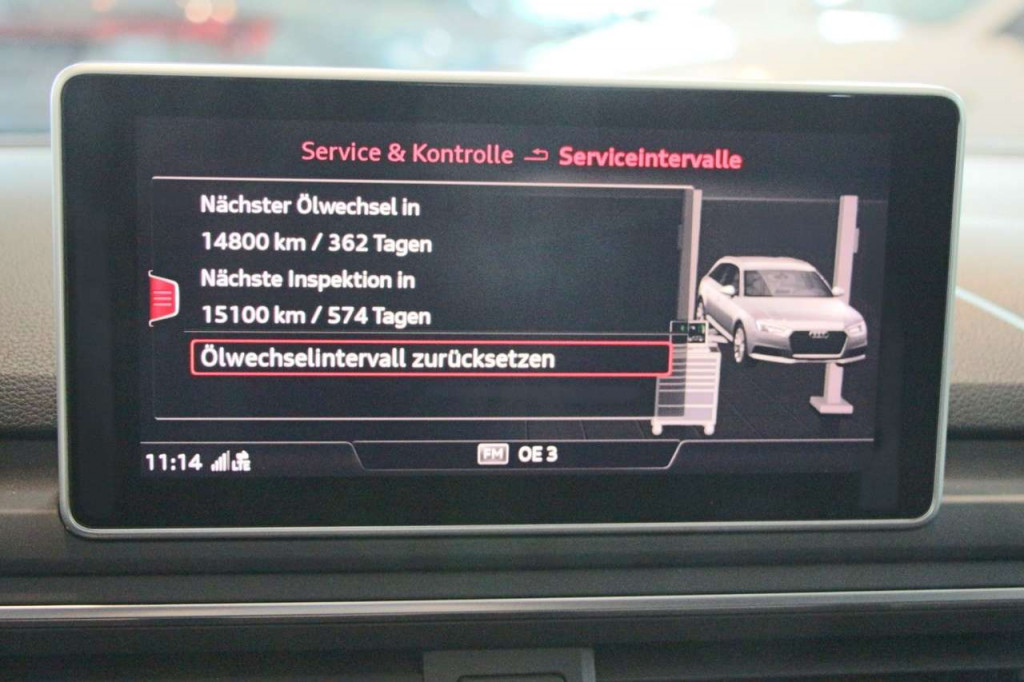 Service & Kontrolle Serviceintervalle
Nächster Ölwechsel in
14800 km / 362 Tagen
Nächste Inspektion in
15100 km / 574 Tagen
Ölwechselintervall zurücksetzen
11:14 LTE FM OE 3